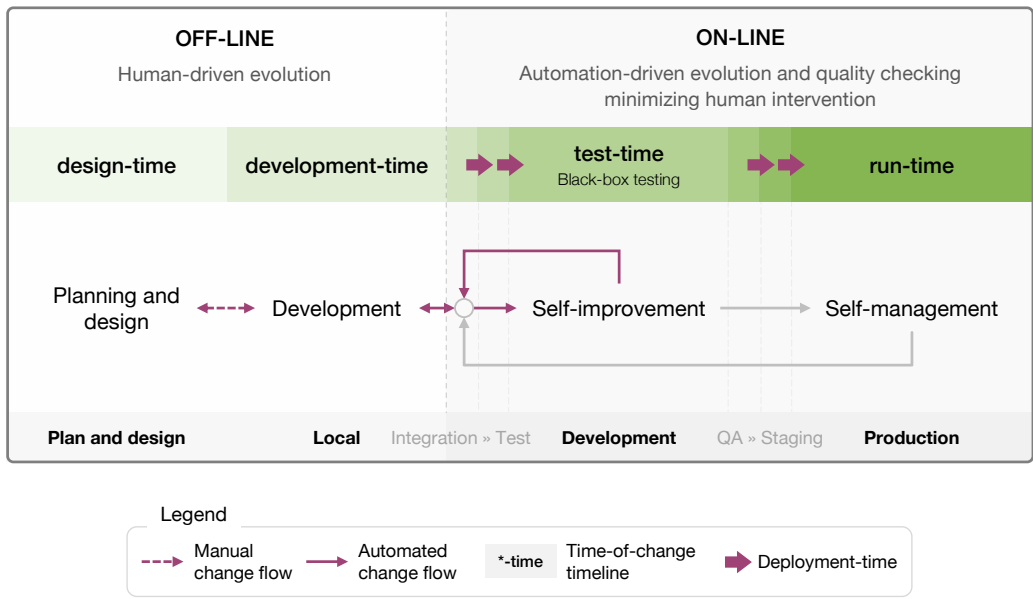 OFF-LINE
Human-driven evolution
ON-LINE
Automation-driven evolution and quality checking
minimizing human intervention
design-time
development-time
test-time
Black-box testing
run-time
Planning and
design
Development
Self-improvement
Self-management
Plan and design
Local
Integration » Test
Development
QA » Staging
Production
Legend
Manual
change flow
Automated
change flow
*-time
Time-of-change
timeline
Deployment-time